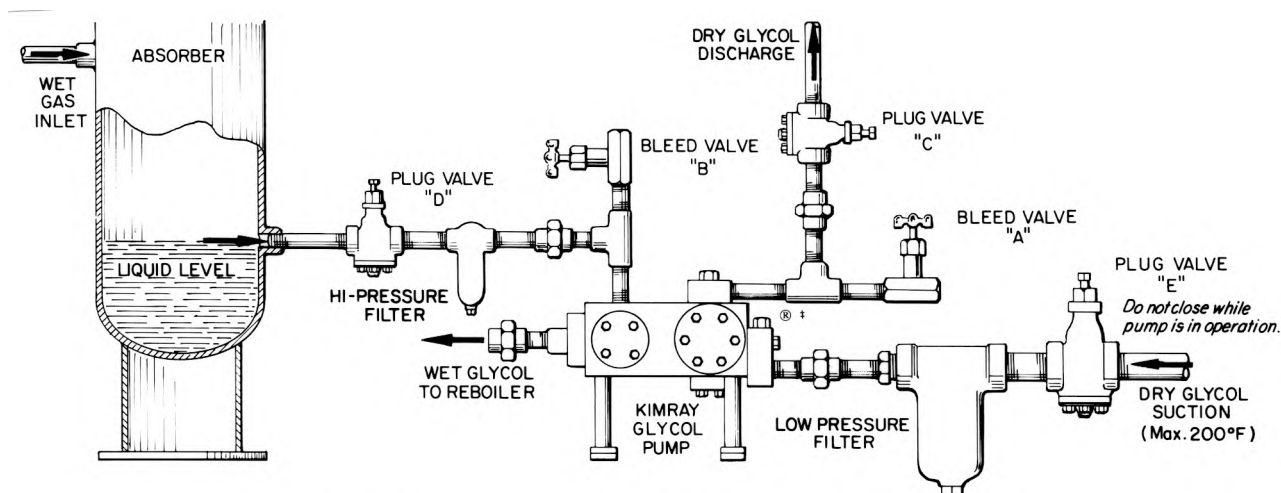 ABSORBER
WET
GAS
INLET
LIQUID LEVEL
PLUG VALVE
"D"
HI-PRESSURE
FILTER
BLEED VALVE
"B"
DRY GLYCOL
DISCHARGE
PLUG VALVE
"C"
BLEED VALVE
"A"
PLUG VALVE
"E"
Do not close while
pump is in operation.
® ‡
WET GLYCOL
TO REBOILER
KIMRAY
GLYCOL
PUMP
LOW PRESSURE
FILTER
DRY GLYCOL
SUCTION
(Max. 200°F)